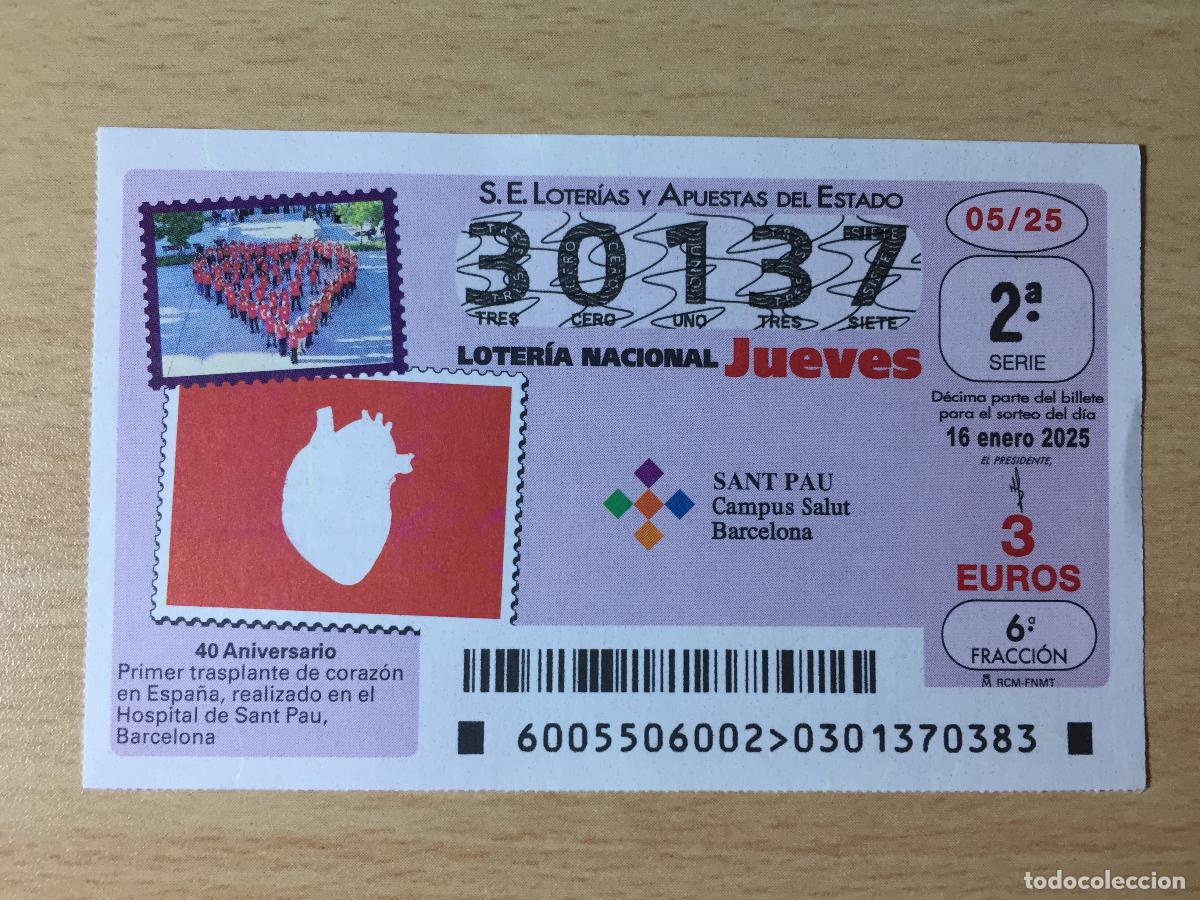 S.E. LOTERÍAS Y APUESTAS DEL ESTADO
30137
TRES CERO UNO TRES SIETE
LOTERÍA NACIONAL Jueves
05/25
2ª
SERIE
Décima parte del billete
para el sorteo del día
16 enero 2025
EL PRESIDENTE,
3
EUROS
6ª
FRACCIÓN
RCM-FNMT
SANT PAU
Campus Salut
Barcelona
40 Aniversario
Primer trasplante de corazón
en España, realizado en el
Hospital de Sant Pau,
Barcelona
6005506002>0301370383
todocoleccion